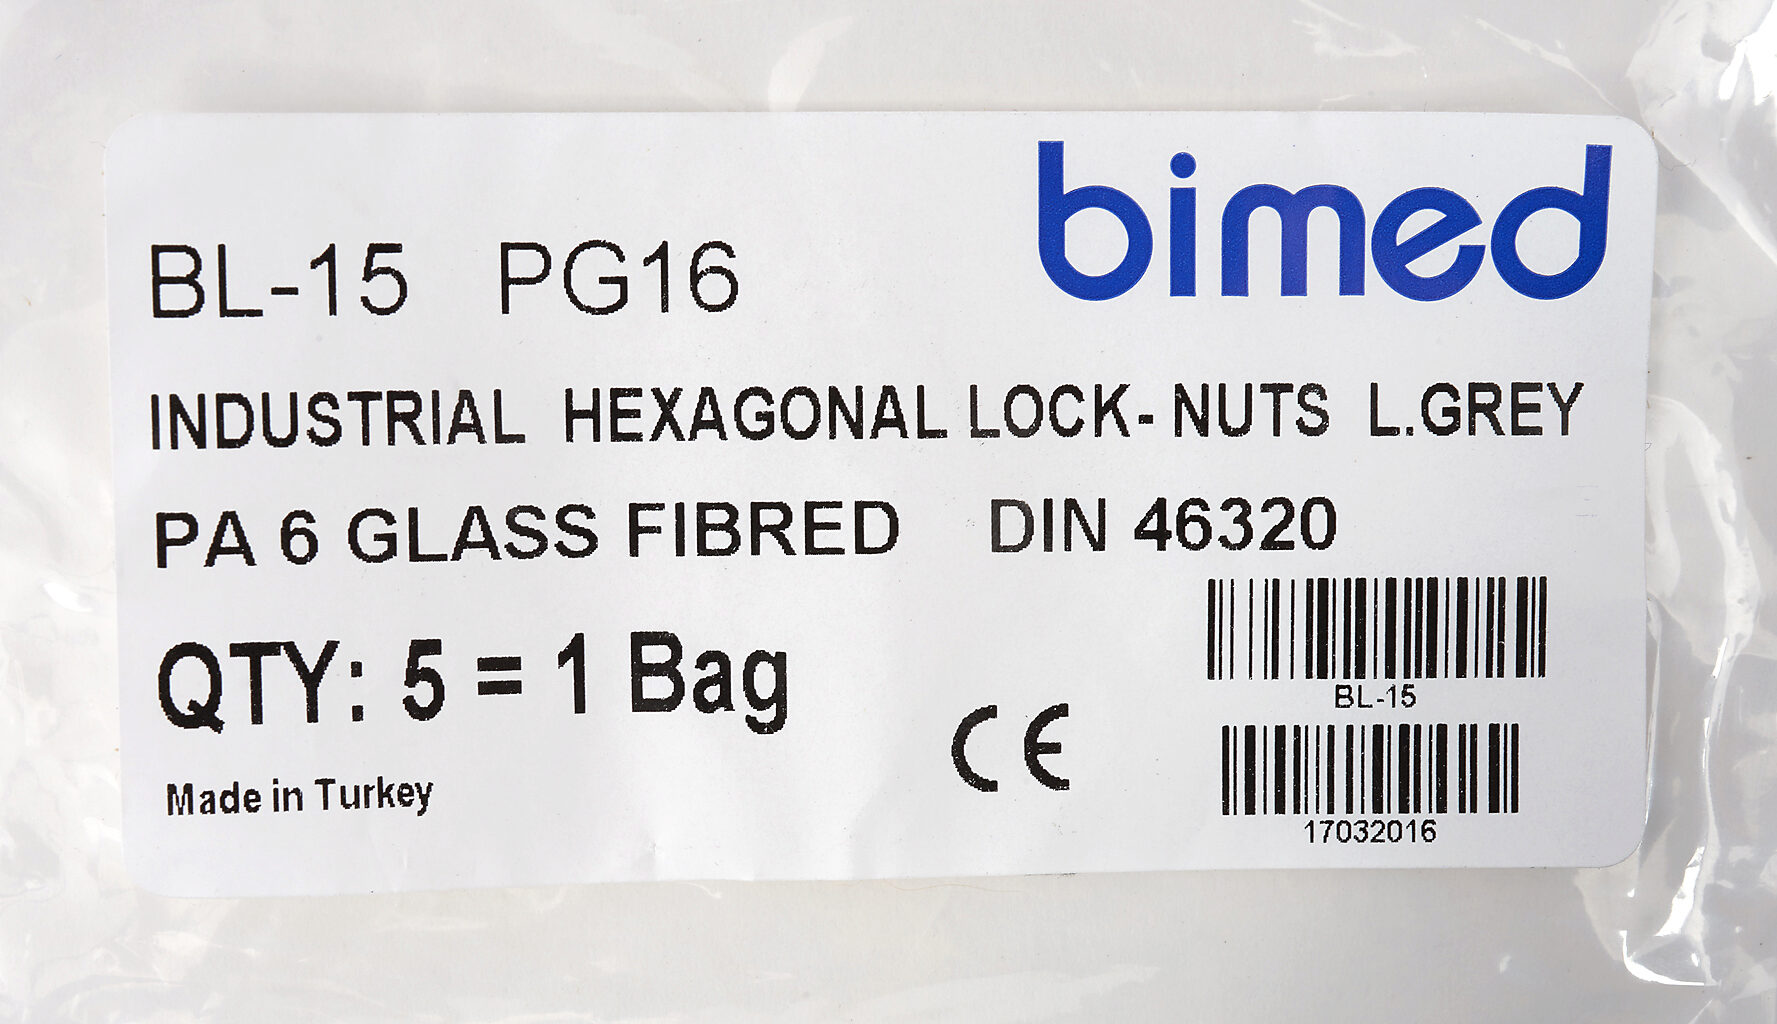 bimed
BL-15 PG16
INDUSTRIAL HEXAGONAL LOCK- NUTS L.GREY
PA 6 GLASS FIBRED DIN 46320
QTY: 5 = 1 Bag
BL-15
CE
Made in Turkey
17032016